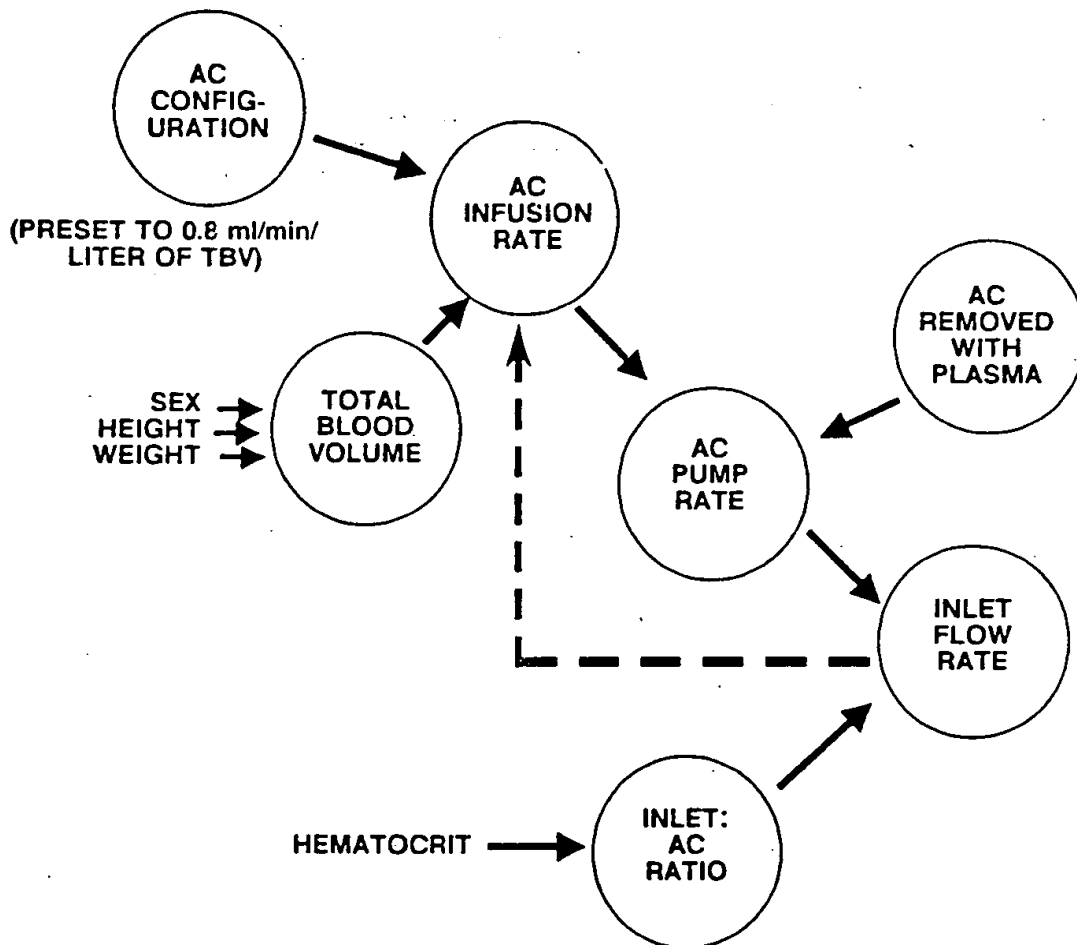 AC
CONFIG-
URATION
(PRESET TO 0.8 ml/min/
LITER OF TBV)
AC
INFUSION
RATE
AC
REMOVED
WITH
PLASMA
SEX
HEIGHT
WEIGHT
TOTAL
BLOOD
VOLUME
AC
PUMP
RATE
INLET
FLOW
RATE
HEMATOCRIT
INLET:
AC
RATIO